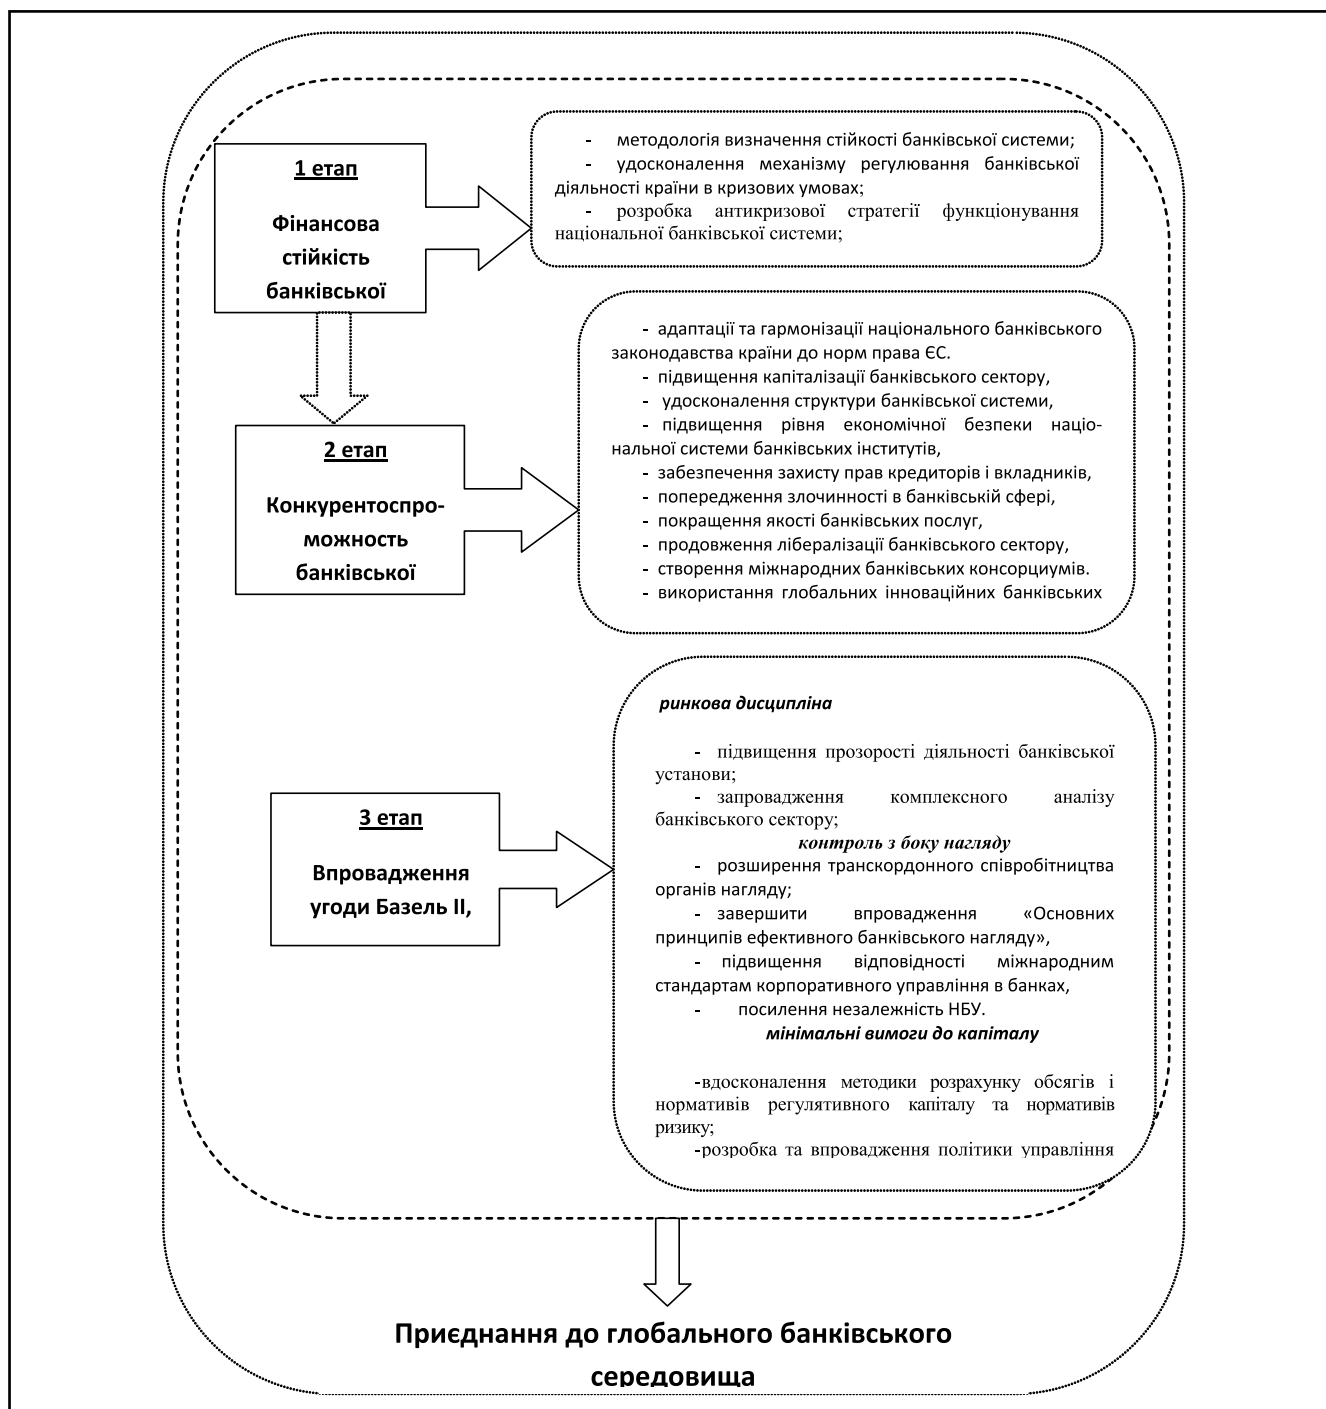 1 етап
Фінансова
стійкість
банківської
- методологія визначення стійкості банківської системи;
- удосконалення механізму регулювання банківської
діяльності країни в кризових умовах;
- розробка антикризової стратегії функціонування
національної банківської системи;
2 етап
Конкурентоспро-
можность
банківської
- адаптації та гармонізації національного банківського
законодавства країни до норм права ЄС.
- підвищення капіталізації банківського сектору,
- удосконалення структури банківської системи,
- підвищення рівня економічної безпеки націо-
нальної системи банківських інститутів,
- забезпечення захисту прав кредиторів і вкладників,
- попередження злочинності в банківській сфері,
- покращення якості банківських послуг,
- продовження лібералізації банківського сектору,
- створення міжнародних банківських консорциумів.
- використання глобальних інноваційних банківських
3 етап
Впровадження
угоди Базель ІІ,
ринкова дисципліна
- підвищення прозорості діяльності банківської
установи;
- запровадження комплексного аналізу
банківського сектору;
контроль з боку нагляду
- розширення транскордонного співробітництва
органів нагляду;
- завершити впровадження «Основних
принципів ефективного банківського нагляду»,
- підвищення відповідності міжнародним
стандартам корпоративного управління в банках,
- посилення незалежність НБУ.
мінімальні вимоги до капіталу
-вдосконалення методики розрахунку обсягів і
нормативів регулятивного капіталу та нормативів
ризику;
-розробка та впровадження політики управління
Приєднання до глобального банківського
середовища